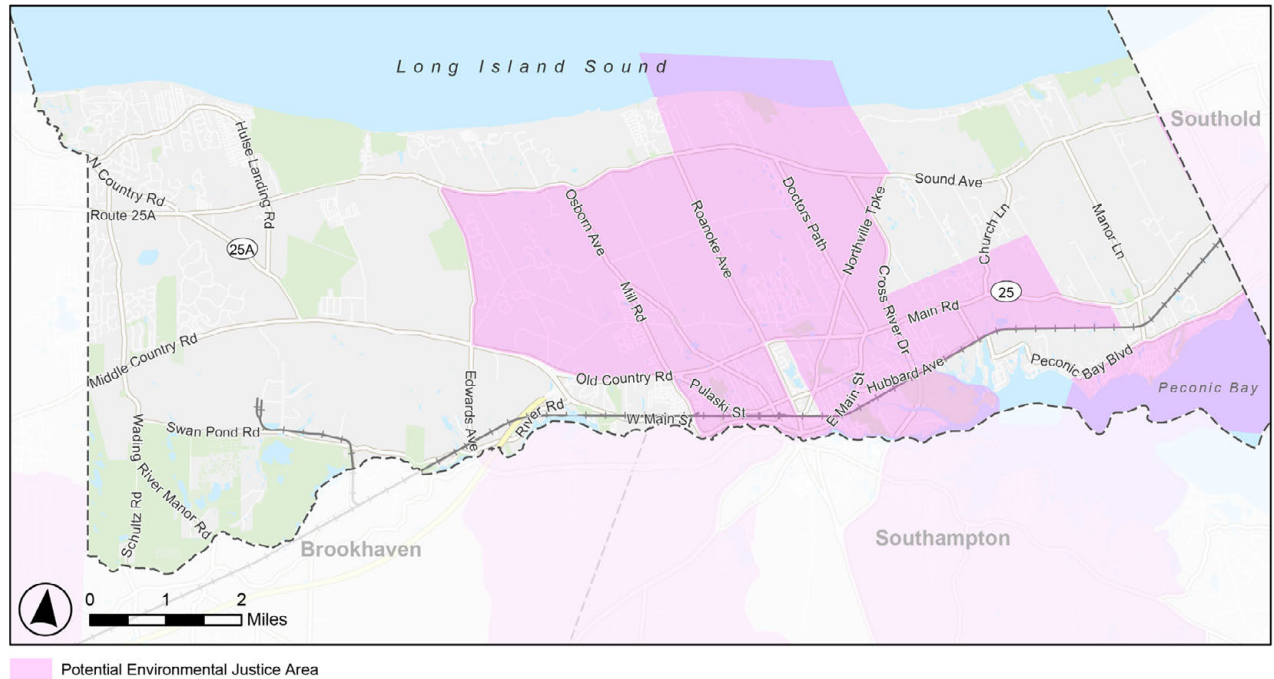 Long Island Sound
Southold
Hulse Landing Rd
N Country Rd
Sound Ave
Route 25A
Osborn Ave
Roanoke Ave
Doctors Path
Northville Tpke
Church Ln
Manor Ln
25A
Mill Rd
Cross River Dr
25
Main Rd
Middle Country Rd
Peconic Bay Blvd
Old Country Rd
Pulaski St
Hubbard Ave
Peconic Bay
Edwards Ave
River Rd
W Main St
E Main St
Wading
Swan Pond Rd
River Manor Rd
Schultz Rd
Brookhaven
Southampton
0 1 2
Miles
Potential Environmental Justice Area